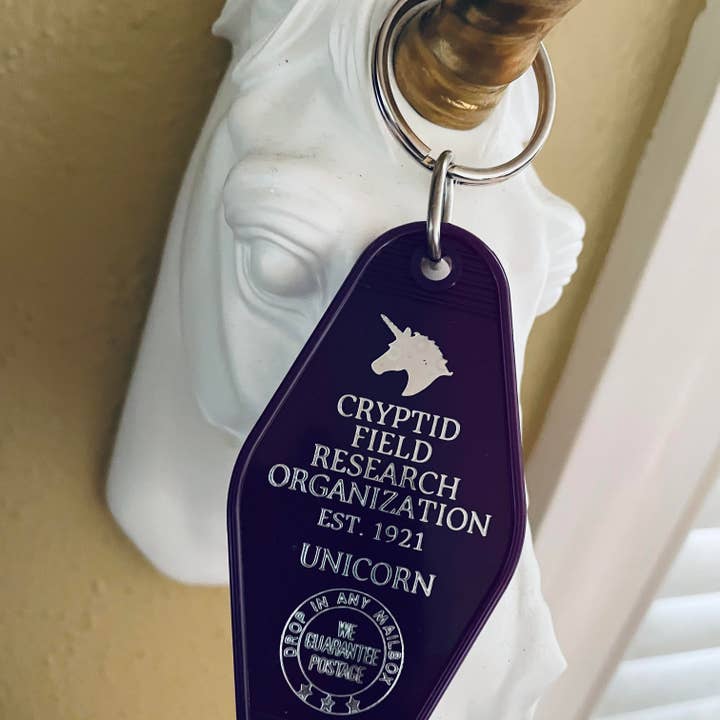 CRYPTID
FIELD
RESEARCH
ORGANIZATION
EST. 1921
UNICORN
DROP IN ANY MAILBOX
WE
GUARANTEE
POSTAGE